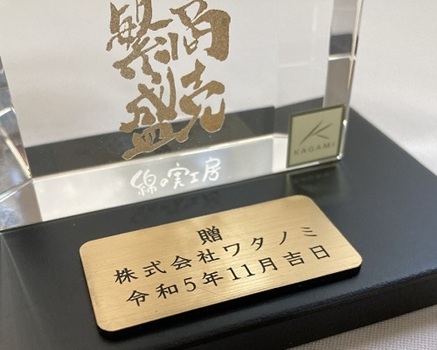 商売
繁盛
綿の実工房
KAGAMI
贈
株式会社ワタノミ
令和5年11月吉日